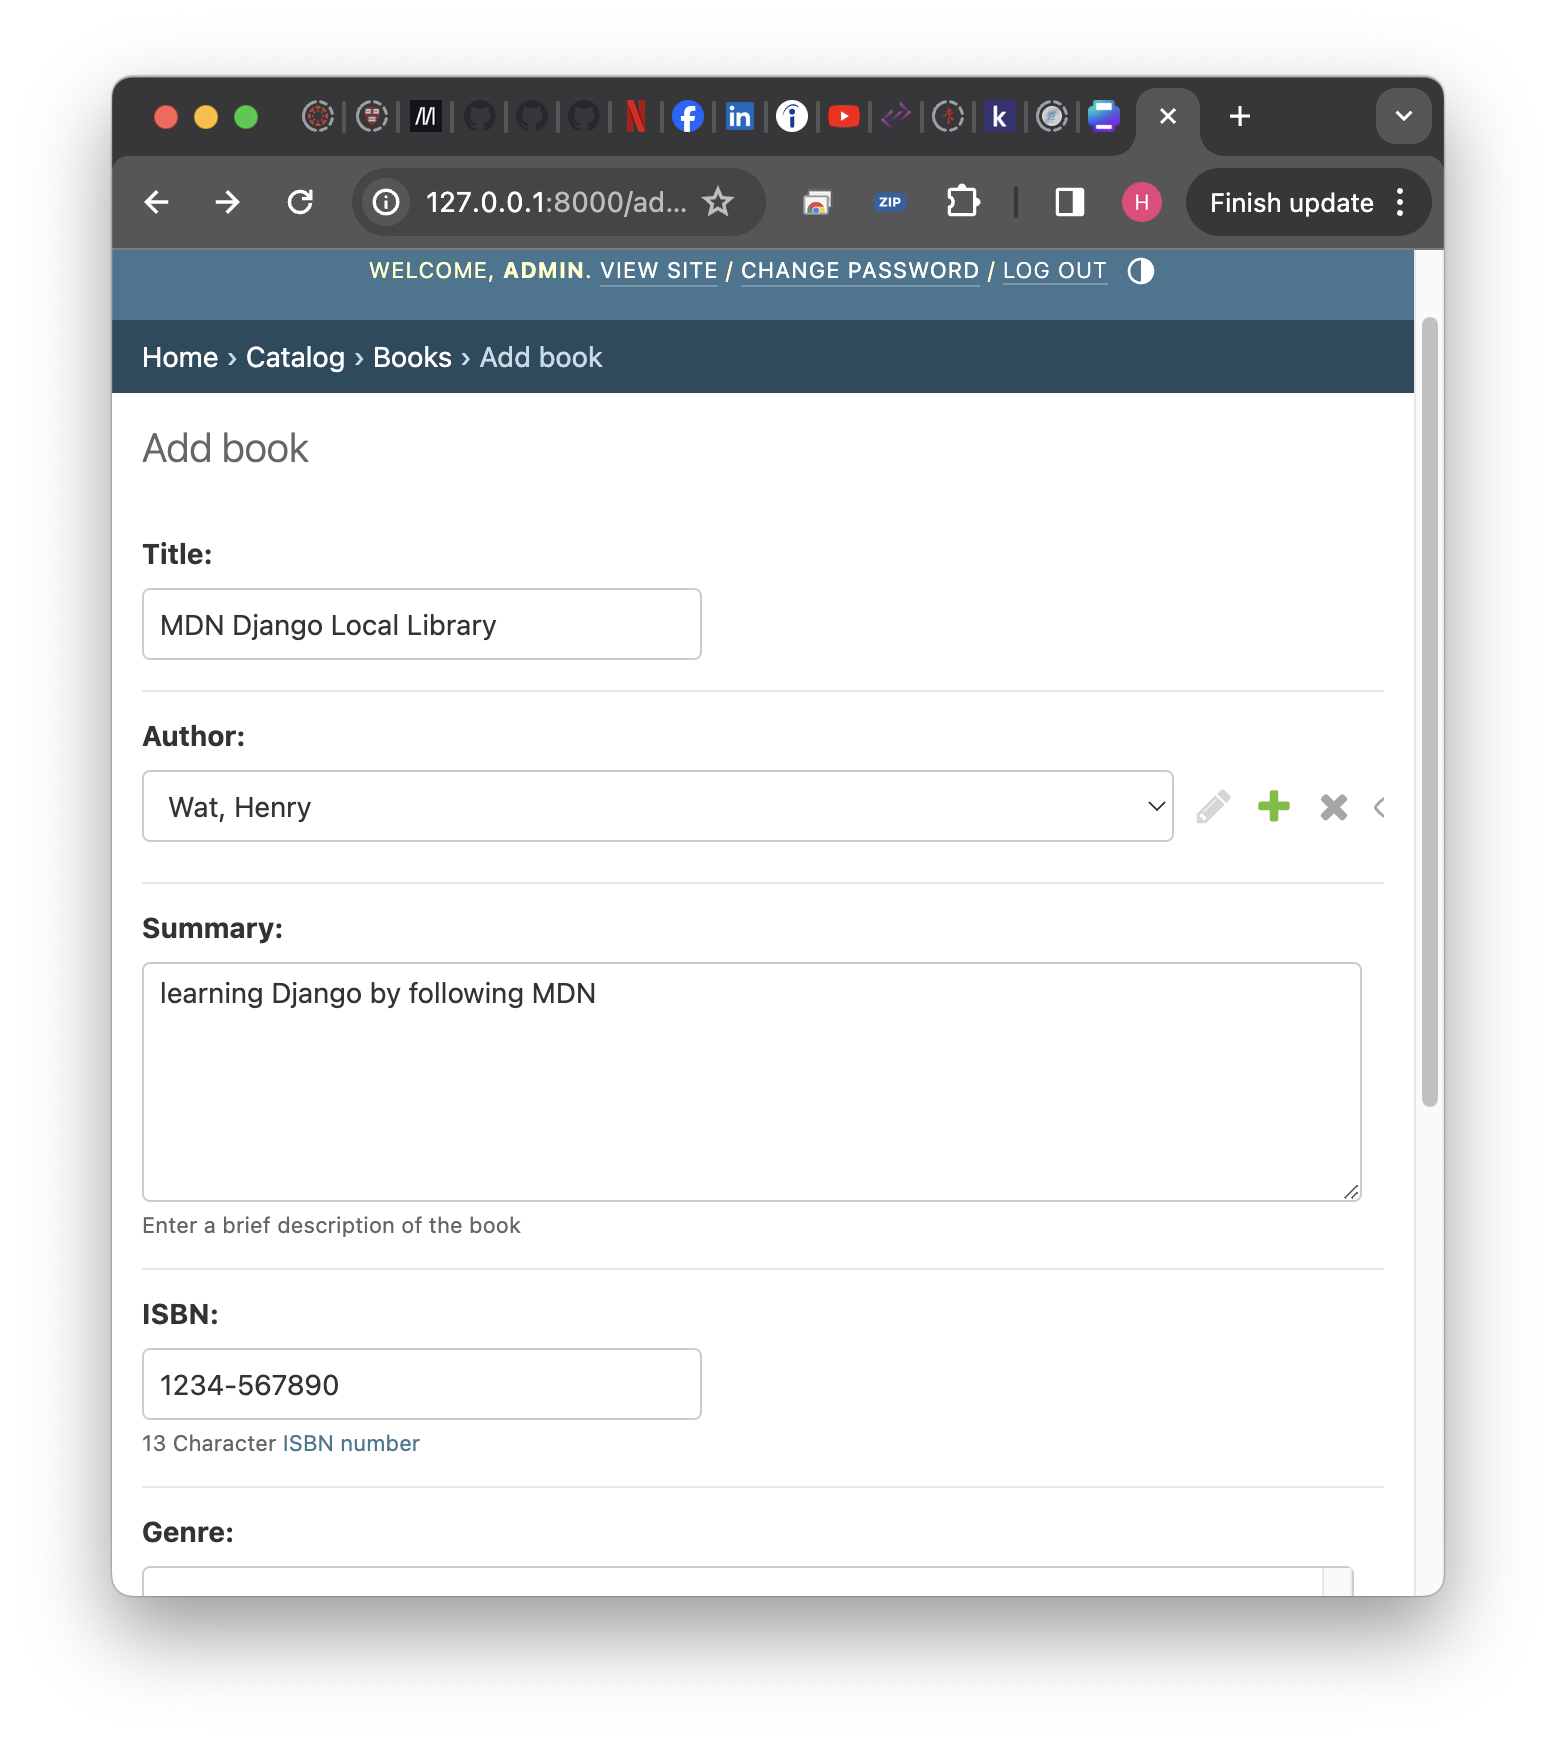 127.0.0.1:8000/ad...
ZIP
H
Finish update
WELCOME, ADMIN. VIEW SITE / CHANGE PASSWORD / LOG OUT
Home › Catalog › Books › Add book
Add book
Title:
MDN Django Local Library
Author:
Wat, Henry
Summary:
learning Django by following MDN
Enter a brief description of the book
ISBN:
1234-567890
13 Character ISBN number
Genre: